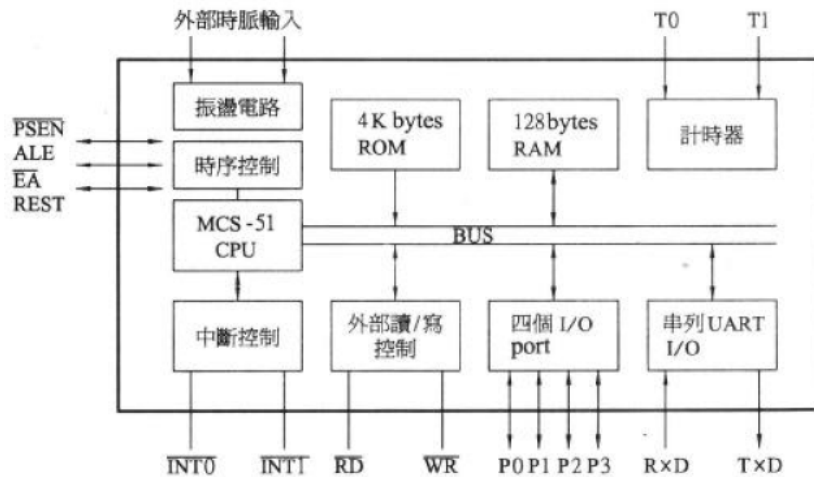 外部時脈輸入
T0
T1
振盪電路
4K bytes
ROM
128bytes
RAM
計時器
PSEN
ALE
EA
REST
時序控制
MCS-51
CPU
BUS
中斷控制
外部讀/寫
控制
四個 I/O
port
串列 UART
I/O
INT0
INT1
RD
WR
P0
P1
P2
P3
R×D
T×D